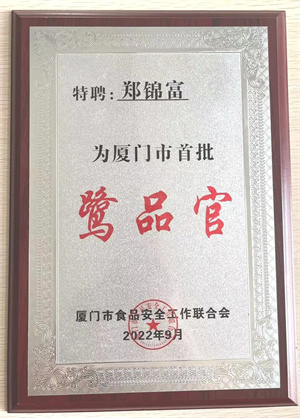 特聘：郑锦富
为厦门市首批
鹭品官
厦门市食品安全工作联合会
2022年9月